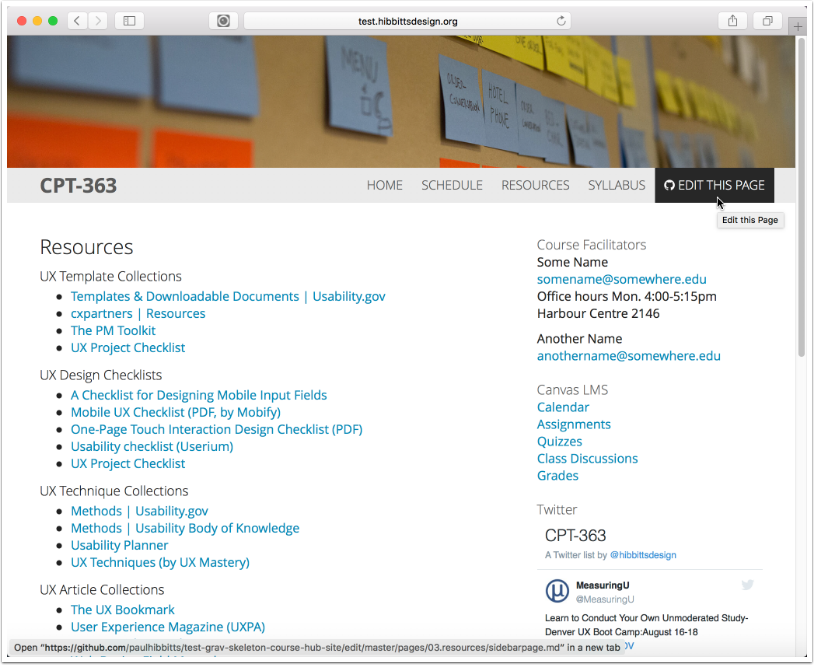 test.hibbittsdesign.org
MENU
HOTEL
PHONE
CPT-363
HOME
SCHEDULE
RESOURCES
SYLLABUS
EDIT THIS PAGE
Edit this Page
Resources
UX Template Collections
Templates & Downloadable Documents | Usability.gov
cxpartners | Resources
The PM Toolkit
UX Project Checklist
UX Design Checklists
A Checklist for Designing Mobile Input Fields
Mobile UX Checklist (PDF, by Mobify)
One-Page Touch Interaction Design Checklist (PDF)
Usability checklist (Userium)
UX Project Checklist
UX Technique Collections
Methods | Usability.gov
Methods | Usability Body of Knowledge
Usability Planner
UX Techniques (by UX Mastery)
UX Article Collections
The UX Bookmark
User Experience Magazine (UXPA)
Course Facilitators
Some Name
somename@somewhere.edu
Office hours Mon. 4:00-5:15pm
Harbour Centre 2146
Another Name
anothername@somewhere.edu
Canvas LMS
Calendar
Assignments
Quizzes
Class Discussions
Grades
Twitter
CPT-363
A Twitter list by @hibbittsdesign
MeasuringU
@MeasuringU
Learn to Conduct Your Own Unmoderated Study-
Denver UX Boot Camp:August 16-18
Open "https://github.com/paulhibbitts/test-grav-skeleton-course-hub-site/edit/master/pages/03.resources/sidebarpage.md" in a new tab